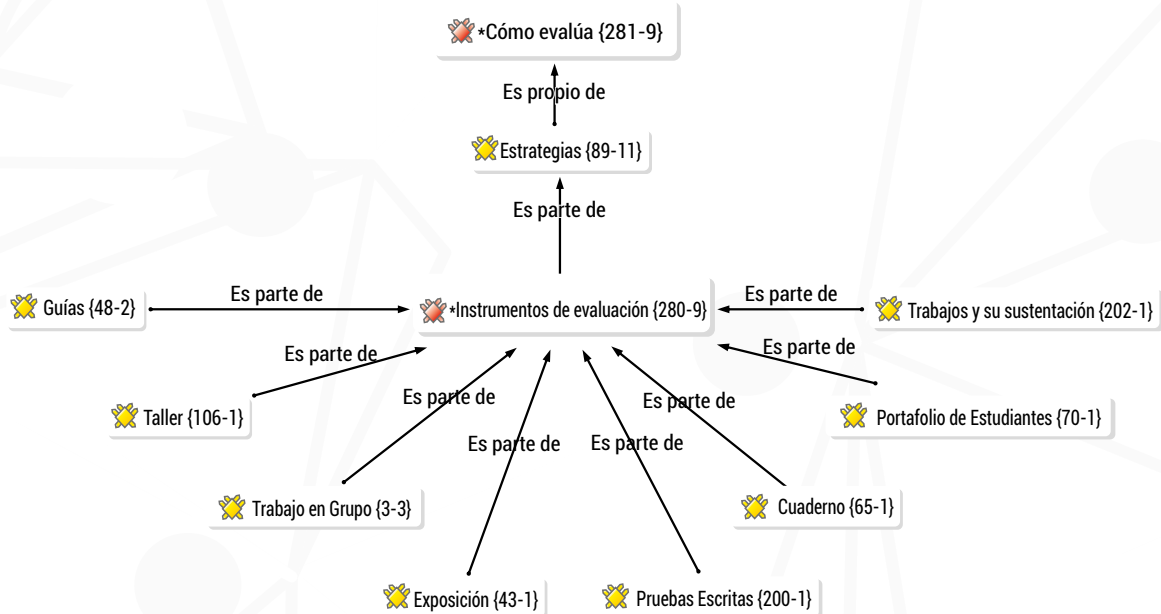 *Cómo evalúa {281-9}
Es propio de
Estrategias {89-11}
Es parte de
Guías {48-2}
Es parte de
*Instrumentos de evaluación {280-9}
Es parte de
Trabajos y su sustentación {202-1}
Es parte de
Es parte de
Taller {106-1}
Es parte de
Es parte de
Portafolio de Estudiantes {70-1}
Es parte de
Es parte de
Trabajo en Grupo {3-3}
Cuaderno {65-1}
Exposición {43-1}
Pruebas Escritas {200-1}